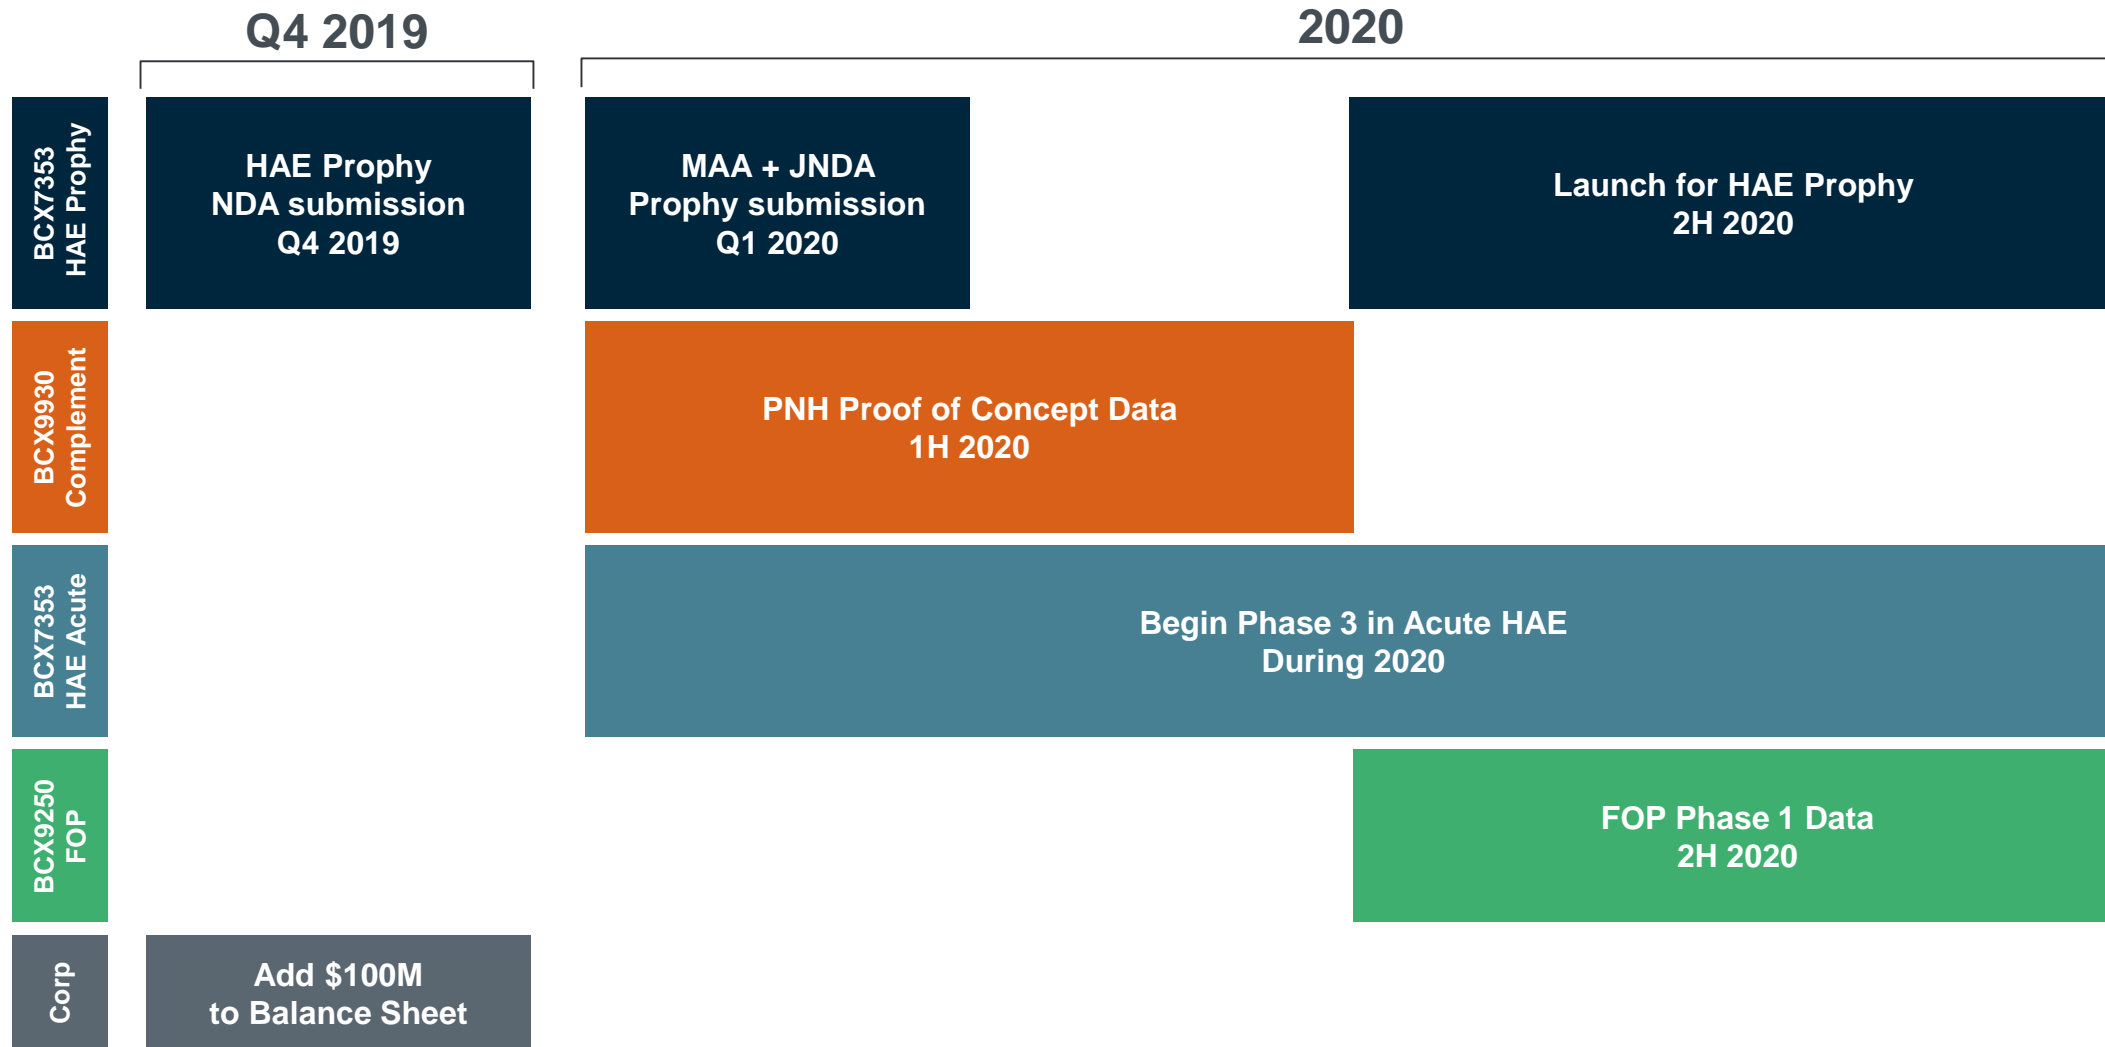 Q4 2019
2020
BCX7353
HAE Prophy
HAE Prophy
NDA submission
Q4 2019
MAA + JNDA
Prophy submission
Q1 2020
Launch for HAE Prophy
2H 2020
BCX9930
Complement
PNH Proof of Concept Data
1H 2020
BCX7353
HAE Acute
Begin Phase 3 in Acute HAE
During 2020
BCX9250
FOP
FOP Phase 1 Data
2H 2020
Corp
Add $100M
to Balance Sheet